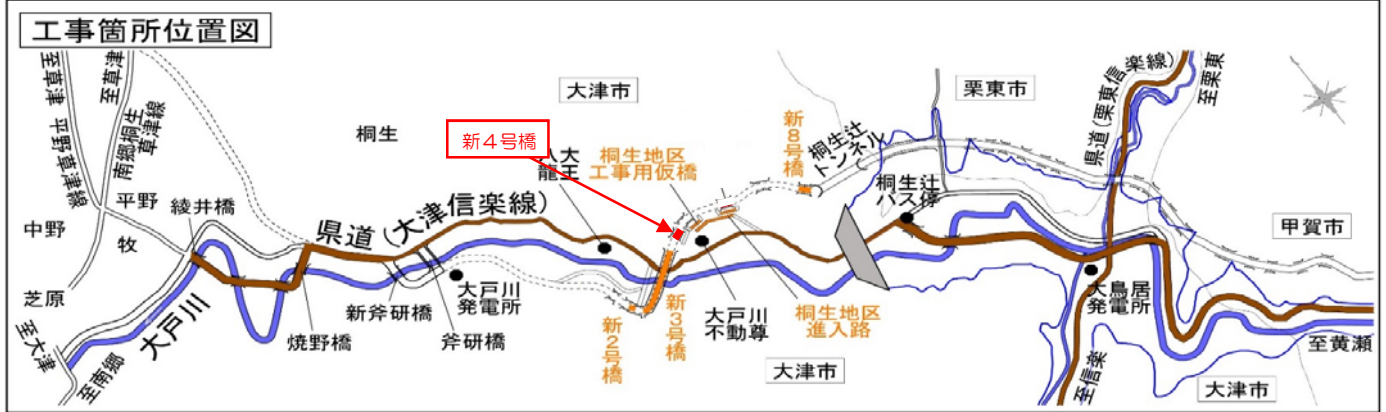 工事箇所位置図
至草津
平野草津線
至草津
南郷桐生
草津線
桐生
大津市
新4号橋
八大
龍王
桐生地区
工事用仮橋
新8号橋
桐生辻
トンネル
栗東市
県道(栗東信楽線)
至栗東
中野
平野
牧
綾井橋
県道(大津信楽線)
桐生辻
バス停
甲賀市
芝原
至大津
至南郷
大戸川
焼野橋
新斧研橋
斧研橋
大戸川
発電所
新2号橋
新3号橋
大戸川
不動尊
桐生地区
進入路
大津市
大鳥居
発電所
至信楽
大津市
至黄瀬